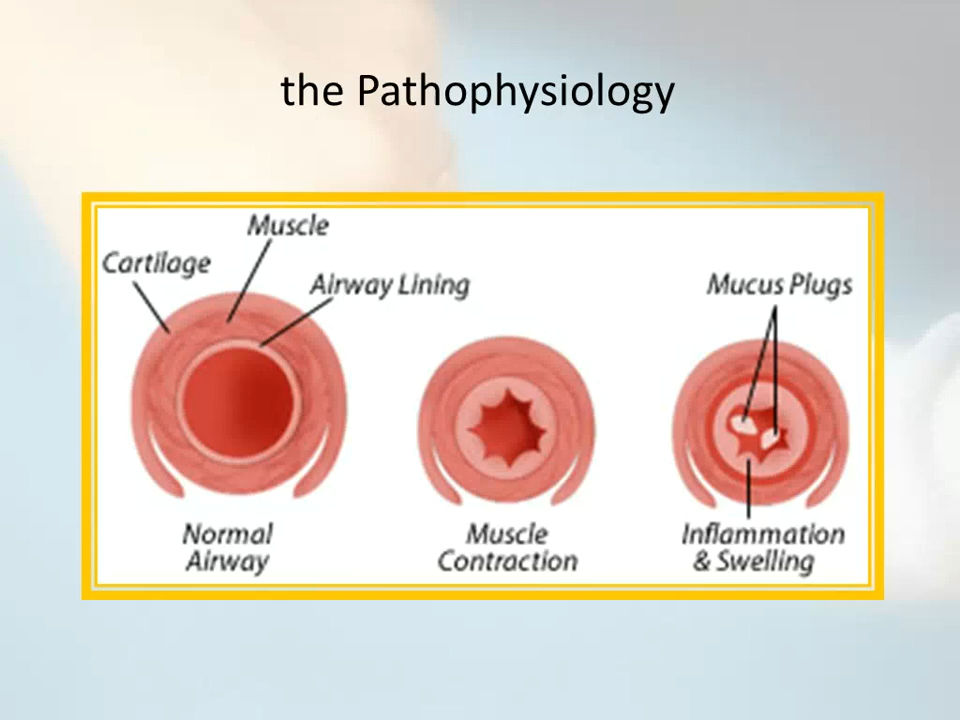 the Pathophysiology
Muscle
Cartilage
Airway Lining
Mucus Plugs
Normal
Airway
Muscle
Contraction
Inflammation
& Swelling